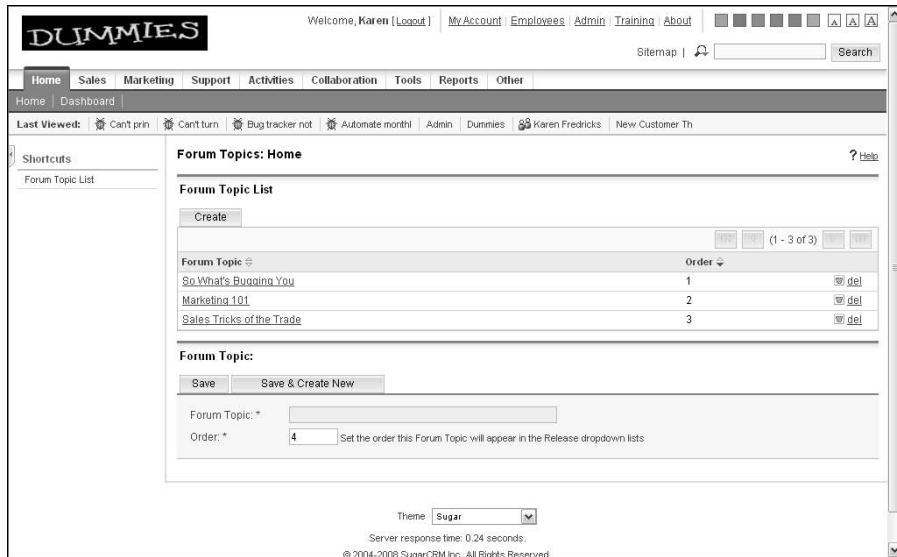 DUMMIES
Welcome, Karen [ Logout ] My Account | Employees | Admin | Training | About A A A
Sitemap | Search
Home Sales Marketing Support Activities Collaboration Tools Reports Other
Home | Dashboard
Last Viewed: Can't prin Can't turn Bug tracker not Automate monthl Admin Dummies Karen Fredricks New Customer Th
Shortcuts
Forum Topic List
Forum Topics: Home ? Help
Forum Topic List
Create
(1 - 3 of 3)
Forum Topic Order
So What's Bugging You 1 del
Marketing 101 2 del
Sales Tricks of the Trade 3 del
Forum Topic:
Save Save & Create New
Forum Topic: *
Order: * 4 Set the order this Forum Topic will appear in the Release dropdown lists
Theme Sugar
Server response time: 0.24 seconds.
© 2004-2008 SugarCRM Inc. All Rights Reserved.